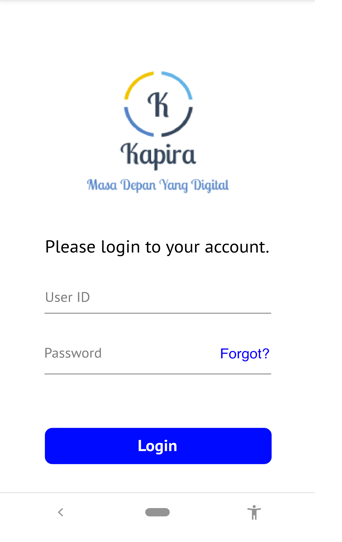 K
Kapira
Masa Depan Yang Digital
Please login to your account.
User ID
Password Forgot?
Login